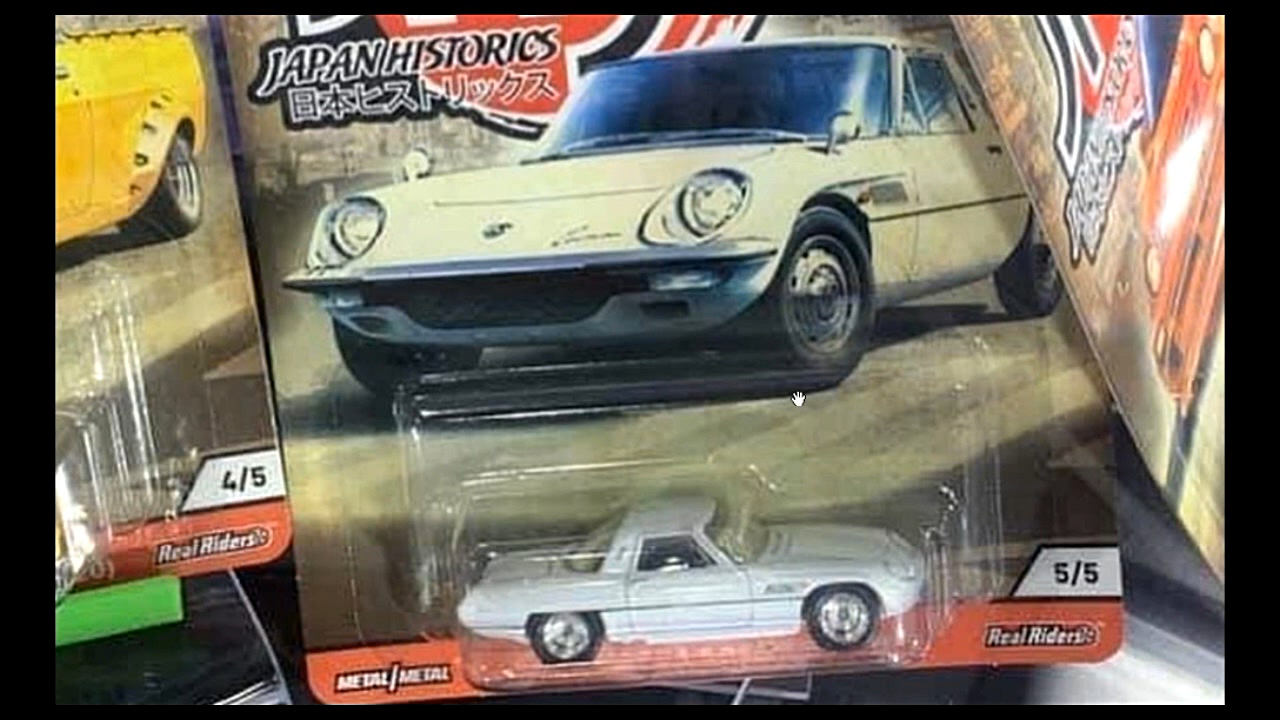 JAPAN HISTORICS
日本ヒストリックス
4/5
Real Riders
5/5
Real Riders
METAL/METAL